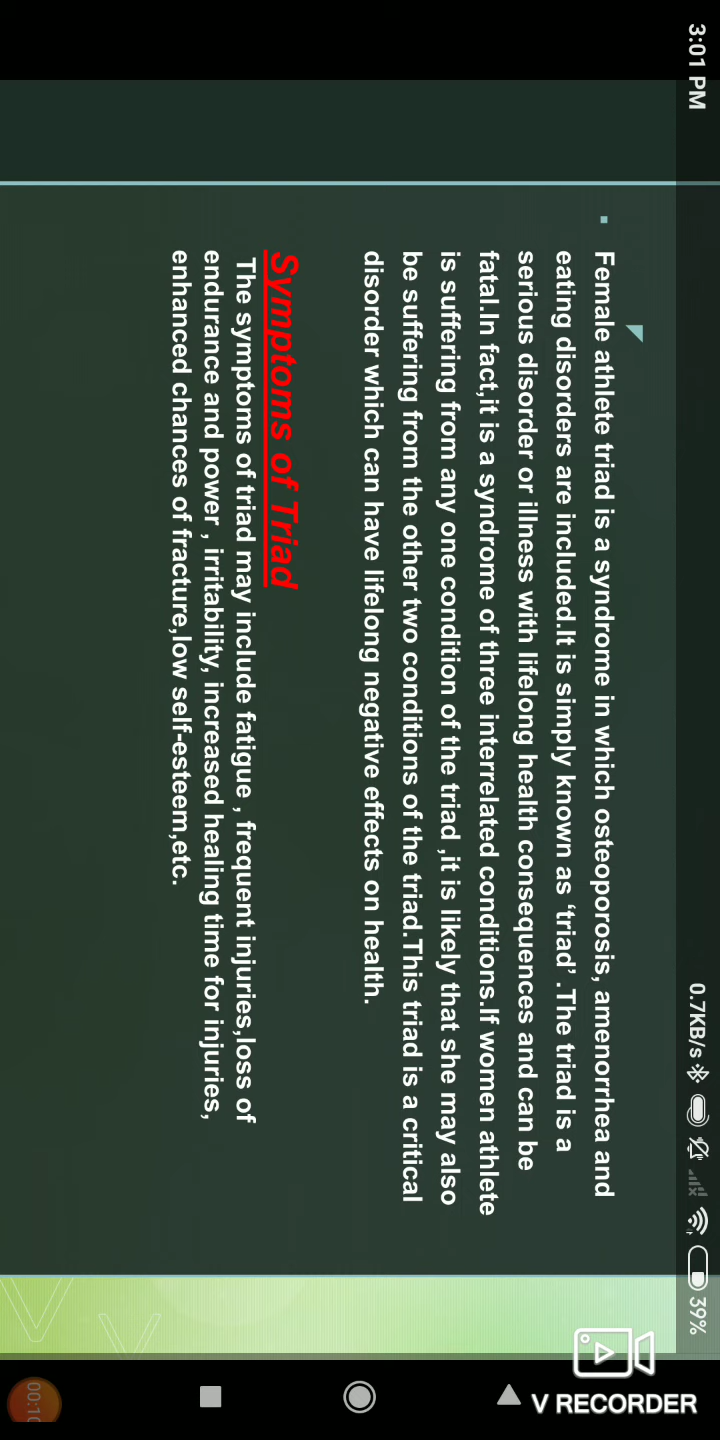 3:01 PM
0.7KB/s
39%
▪ Female athlete triad is a syndrome in which osteoporosis, amenorrhea and
eating disorders are included.It is simply known as ‘triad’ .The triad is a
serious disorder or illness with lifelong health consequences and can be
fatal.In fact,it is a syndrome of three interrelated conditions.If women athlete
is suffering from any one condition of the triad ,it is likely that she may also
be suffering from the other two conditions of the triad.This triad is a critical
disorder which can have lifelong negative effects on health.
Symptoms of Triad
The symptoms of triad may include fatigue , frequent injuries,loss of
endurance and power , irritability, increased healing time for injuries,
enhanced chances of fracture,low self-esteem,etc.
V RECORDER